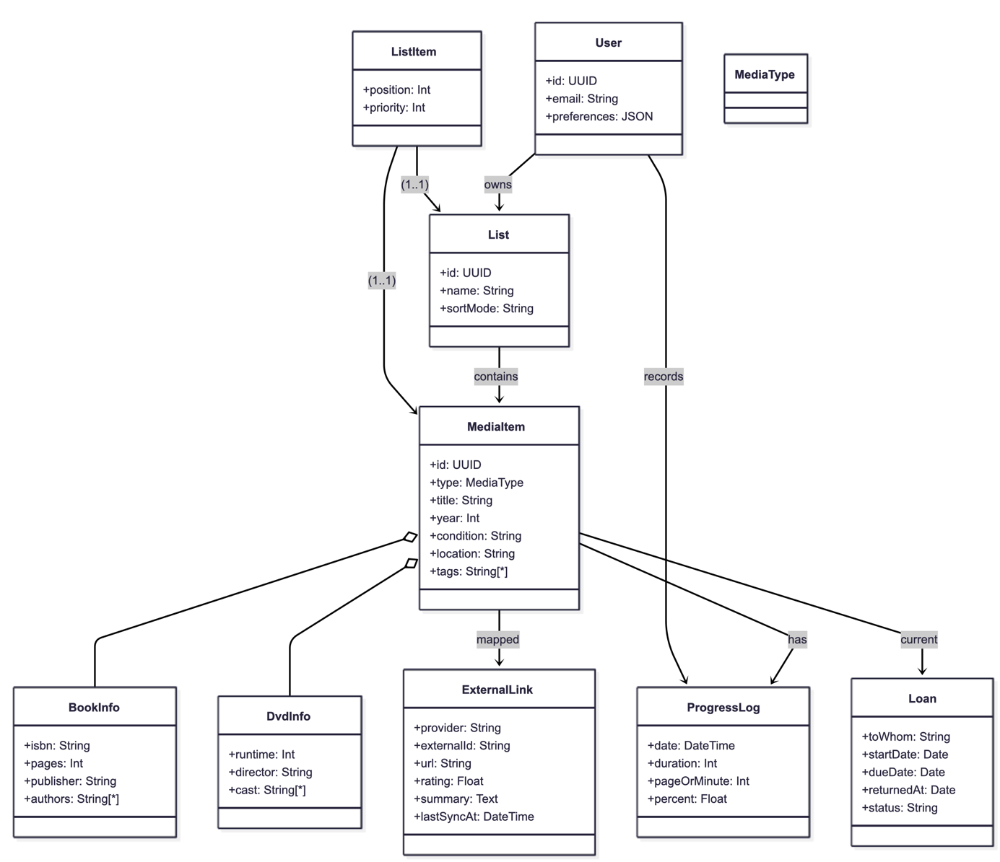 ListItem
+position: Int
+priority: Int
User
+id: UUID
+email: String
+preferences: JSON
MediaType
(1..1)
owns
List
+id: UUID
+name: String
+sortMode: String
(1..1)
contains
records
MediaItem
+id: UUID
+type: MediaType
+title: String
+year: Int
+condition: String
+location: String
+tags: String[*]
mapped
has
current
BookInfo
+isbn: String
+pages: Int
+publisher: String
+authors: String[*]
DvdInfo
+runtime: Int
+director: String
+cast: String[*]
ExternalLink
+provider: String
+externalId: String
+url: String
+rating: Float
+summary: Text
+lastSyncAt: DateTime
ProgressLog
+date: DateTime
+duration: Int
+pageOrMinute: Int
+percent: Float
Loan
+toWhom: String
+startDate: Date
+dueDate: Date
+returnedAt: Date
+status: String